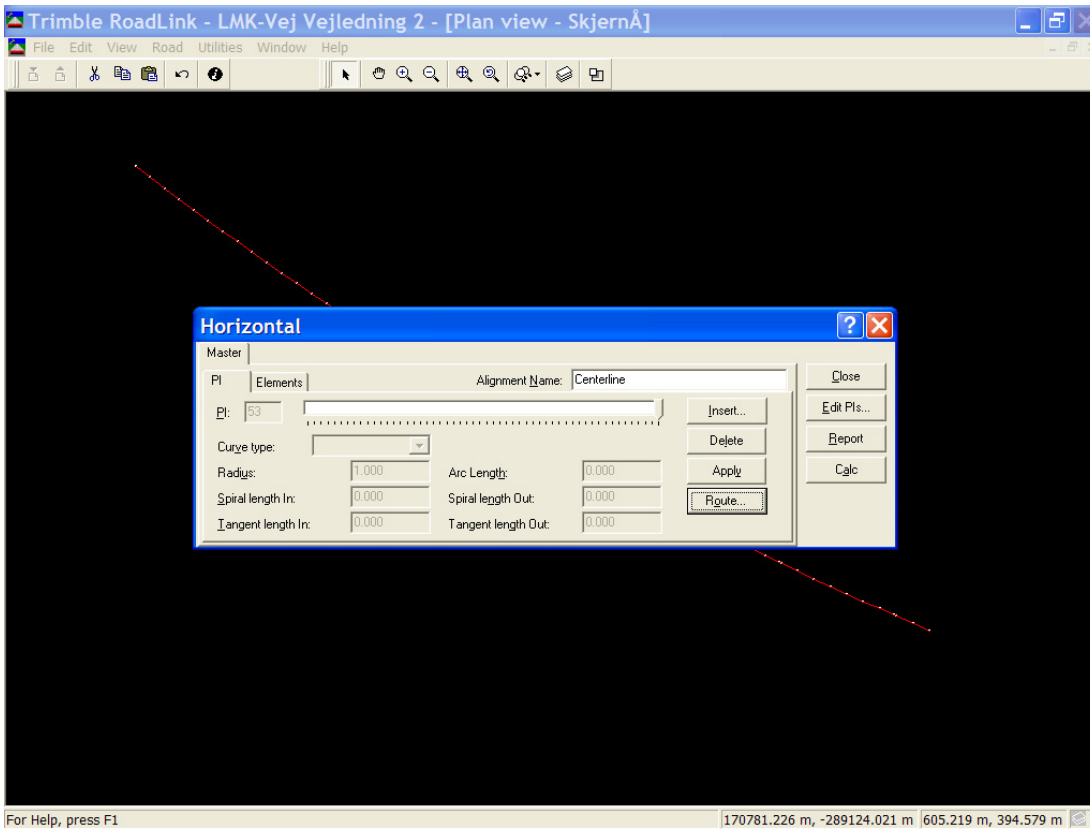 Trimble RoadLink - LMK-Vej Vejledning 2 - [Plan view - SkjernÅ]
File Edit View Road Utilities Window Help
Horizontal
Master
PI Elements Alignment Name: Centerline Close
PI: 53 Insert... Edit PIs...
Curve type: Delete Report
Radius: 1.000 Arc Length: 0.000 Apply Calc
Spiral length In: 0.000 Spiral length Out: 0.000 Route...
Tangent length In: 0.000 Tangent length Out: 0.000
For Help, press F1 170781.226 m, -289124.021 m 605.219 m, 394.579 m